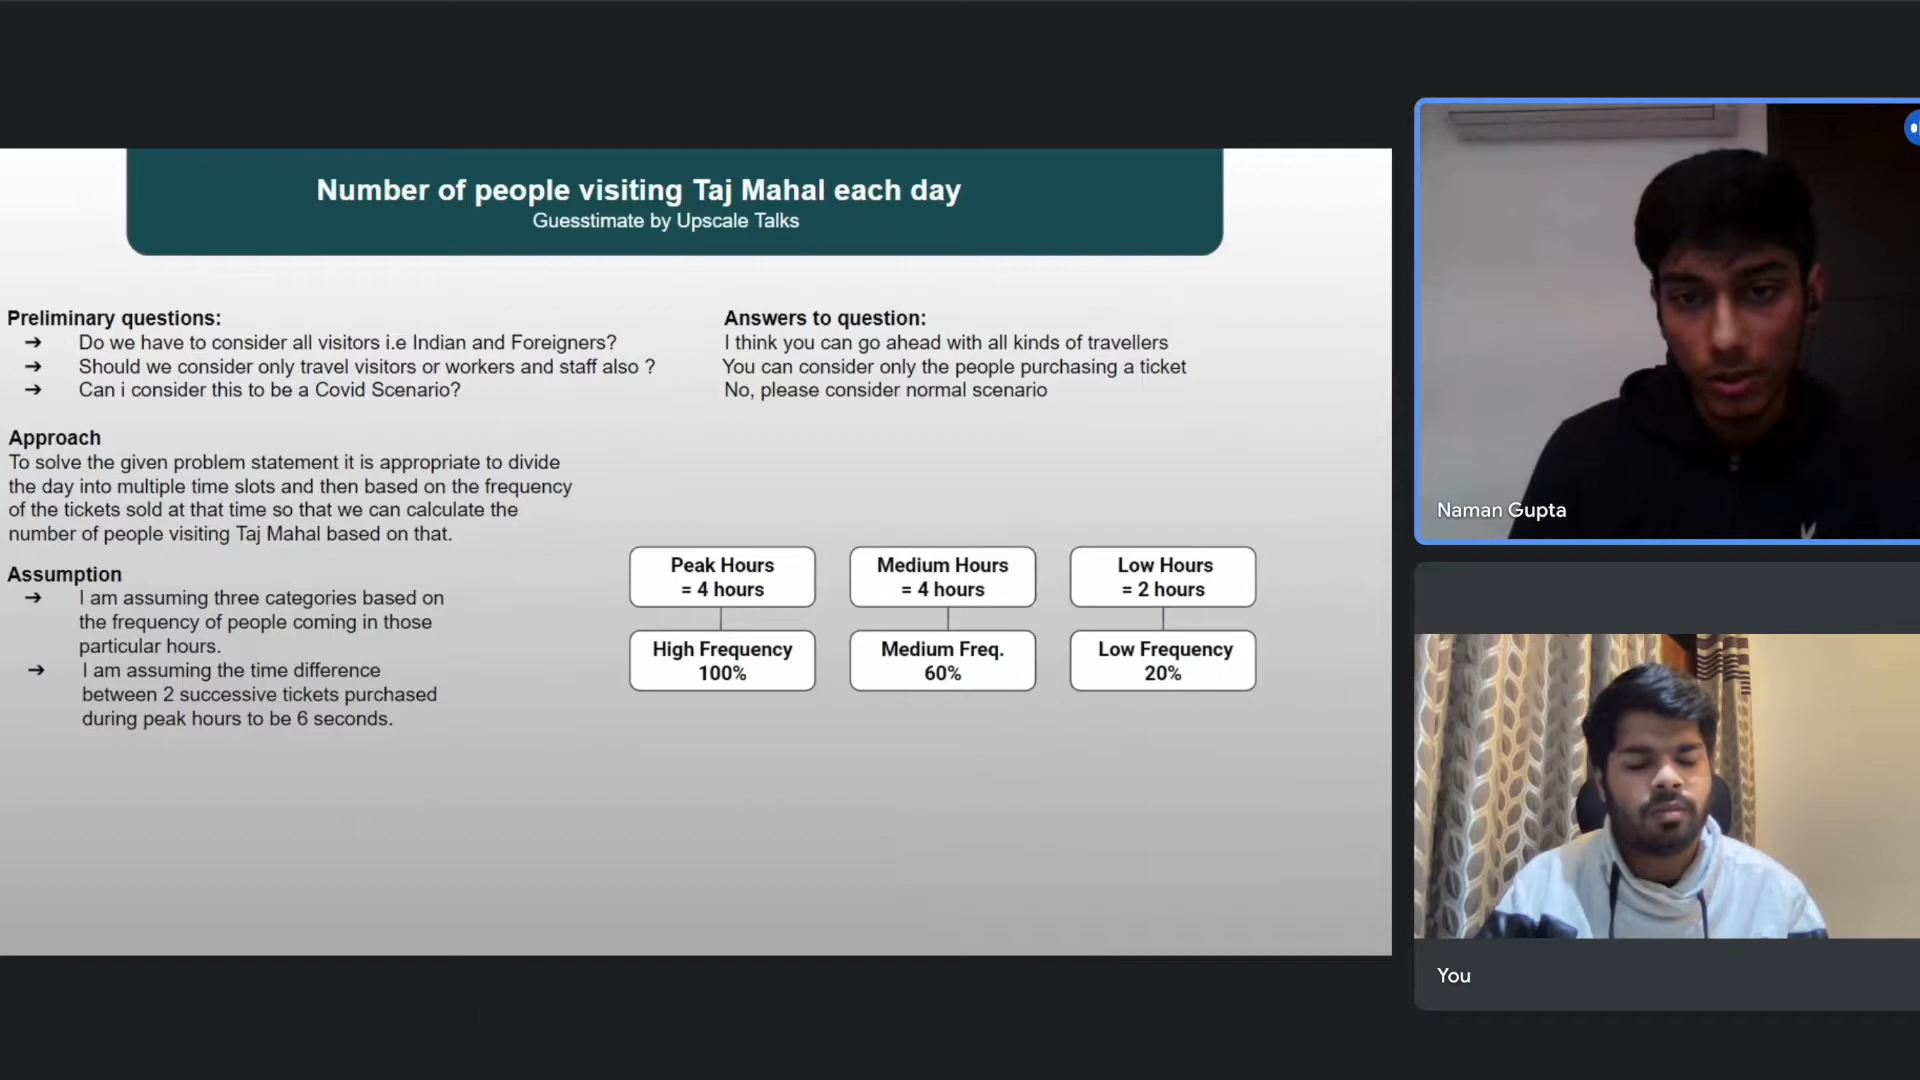 Number of people visiting Taj Mahal each day
Guesstimate by Upscale Talks
Preliminary questions:
➔ Do we have to consider all visitors i.e Indian and Foreigners?
➔ Should we consider only travel visitors or workers and staff also ?
➔ Can i consider this to be a Covid Scenario?
Answers to question:
I think you can go ahead with all kinds of travellers
You can consider only the people purchasing a ticket
No, please consider normal scenario
Approach
To solve the given problem statement it is appropriate to divide
the day into multiple time slots and then based on the frequency
of the tickets sold at that time so that we can calculate the
number of people visiting Taj Mahal based on that.
Assumption
➔ I am assuming three categories based on
the frequency of people coming in those
particular hours.
➔ I am assuming the time difference
between 2 successive tickets purchased
during peak hours to be 6 seconds.
Peak Hours
= 4 hours
High Frequency
100%
Medium Hours
= 4 hours
Medium Freq.
60%
Low Hours
= 2 hours
Low Frequency
20%
Naman Gupta
You